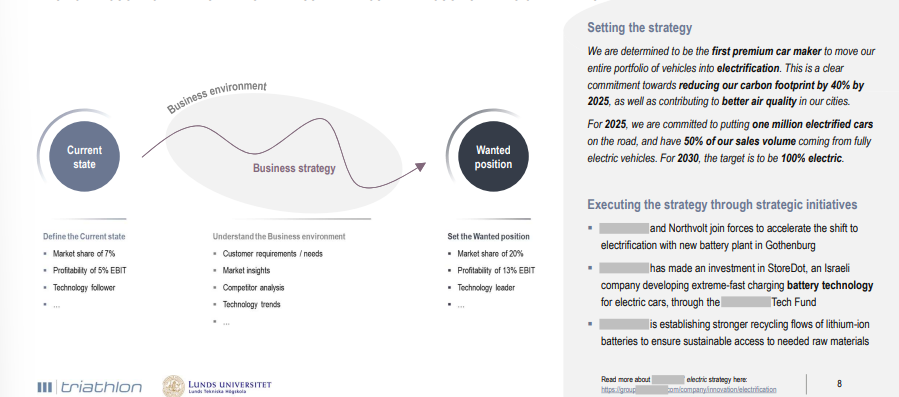 Business environment
Current
state
Business strategy
Wanted
position
Define the Current state
▪ Market share of 7%
▪ Profitability of 5% EBIT
▪ Technology follower
▪ …
Understand the Business environment
▪ Customer requirements / needs
▪ Market insights
▪ Competitor analysis
▪ Technology trends
▪ …
Set the Wanted position
▪ Market share of 20%
▪ Profitability of 13% EBIT
▪ Technology leader
▪ …
Setting the strategy
We are determined to be the first premium car maker to move our
entire portfolio of vehicles into electrification. This is a clear
commitment towards reducing our carbon footprint by 40% by
2025, as well as contributing to better air quality in our cities.
For 2025, we are committed to putting one million electrified cars
on the road, and have 50% of our sales volume coming from fully
electric vehicles. For 2030, the target is to be 100% electric.
Executing the strategy through strategic initiatives
▪ and Northvolt join forces to accelerate the shift to
electrification with new battery plant in Gothenburg
▪ has made an investment in StoreDot, an Israeli
company developing extreme-fast charging battery technology
for electric cars, through the Tech Fund
▪ is establishing stronger recycling flows of lithium-ion
batteries to ensure sustainable access to needed raw materials
triathlon
LUNDS UNIVERSITET
Lunds Tekniska Högskola
Read more about electric strategy here:
https://group com/company/innovation/electrification
8